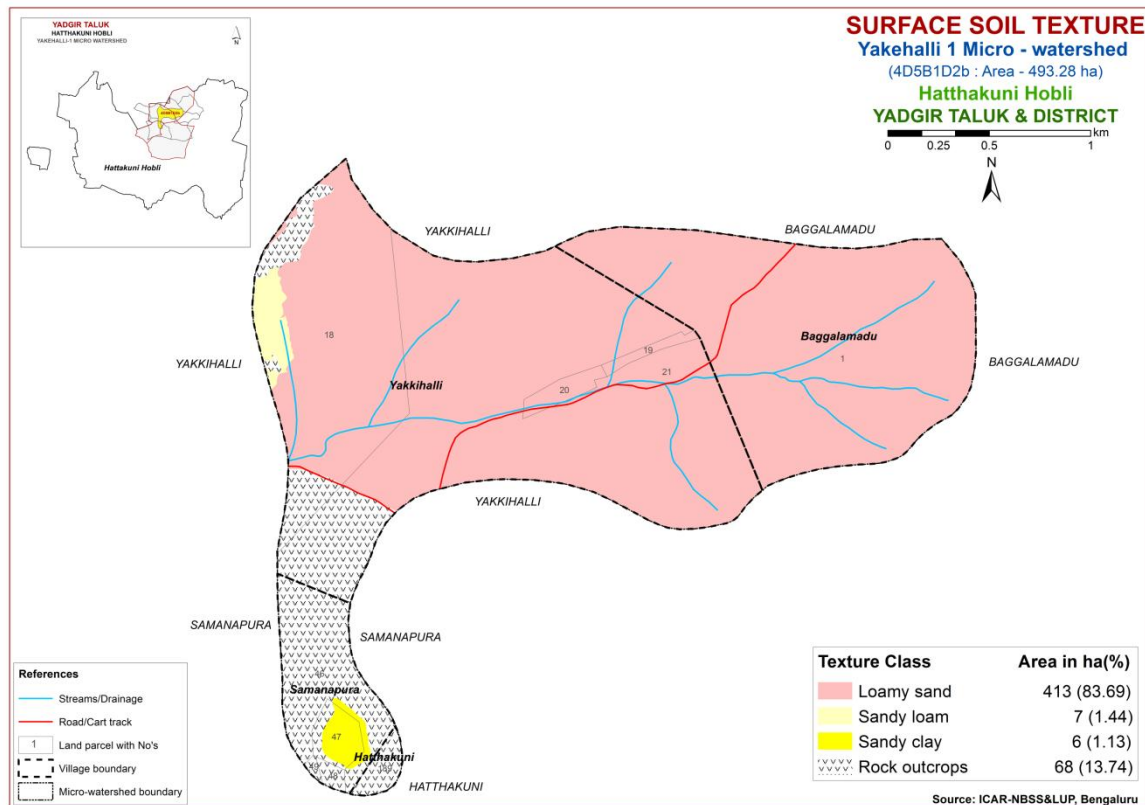 YADGIR TALUK
HATTHAKUNI HOBLI
YAKEHALLI-1 MICRO WATERSHED
N
Hattakuni Hobli
SURFACE SOIL TEXTURE
Yakehalli 1 Micro - watershed
(4D5B1D2b : Area - 493.28 ha)
Hatthakuni Hobli
YADGIR TALUK & DISTRICT
km
0 0.25 0.5 1
N
YAKKIHALLI
BAGGALAMADU
18
19
Baggalamadu
1
YAKKIHALLI
BAGGALAMADU
21
Yakkihalli
20
YAKKIHALLI
SAMANAPURA
SAMANAPURA
Samanapura
47
Hatthakuni
HATTHAKUNI
References
Streams/Drainage
Road/Cart track
1 Land parcel with No's
Village boundary
Micro-watershed boundary
Texture Class Area in ha(%)
Loamy sand 413 (83.69)
Sandy loam 7 (1.44)
Sandy clay 6 (1.13)
Rock outcrops 68 (13.74)
Source: ICAR-NBSS&LUP, Bengaluru